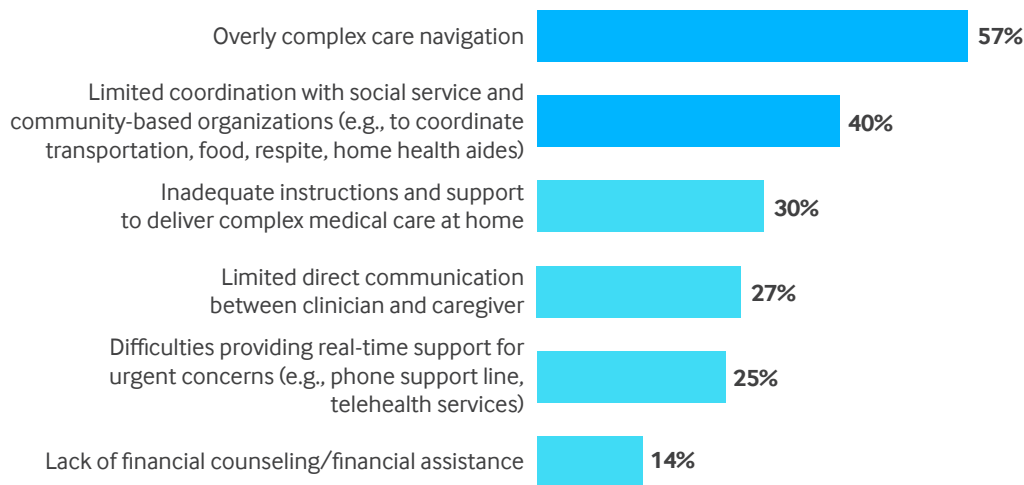 Overly complex care navigation
57%
Limited coordination with social service and
community-based organizations (e.g., to coordinate
transportation, food, respite, home health aides)
40%
Inadequate instructions and support
to deliver complex medical care at home
30%
Limited direct communication
between clinician and caregiver
27%
Difficulties providing real-time support for
urgent concerns (e.g., phone support line,
telehealth services)
25%
Lack of financial counseling/financial assistance
14%